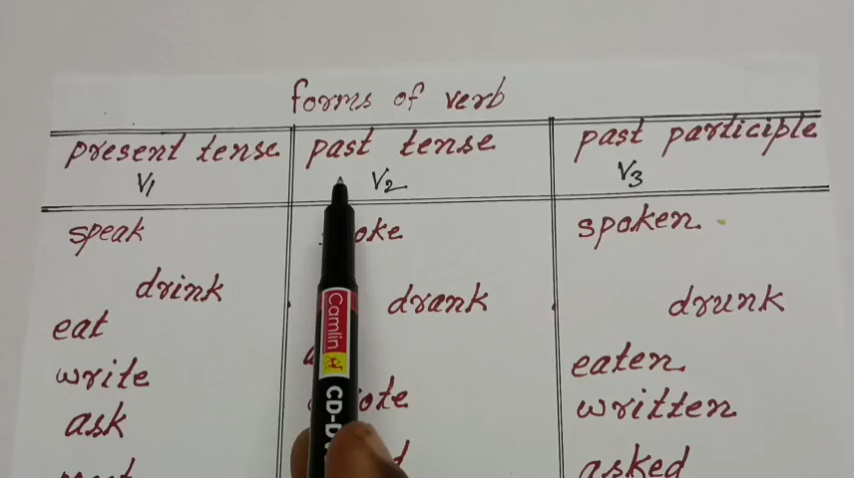 forms of verb
present tense past tense past participle
V1 V2 V3
speak spoken
drink drank drunk
eat eaten
write written
ask asked
Camlin